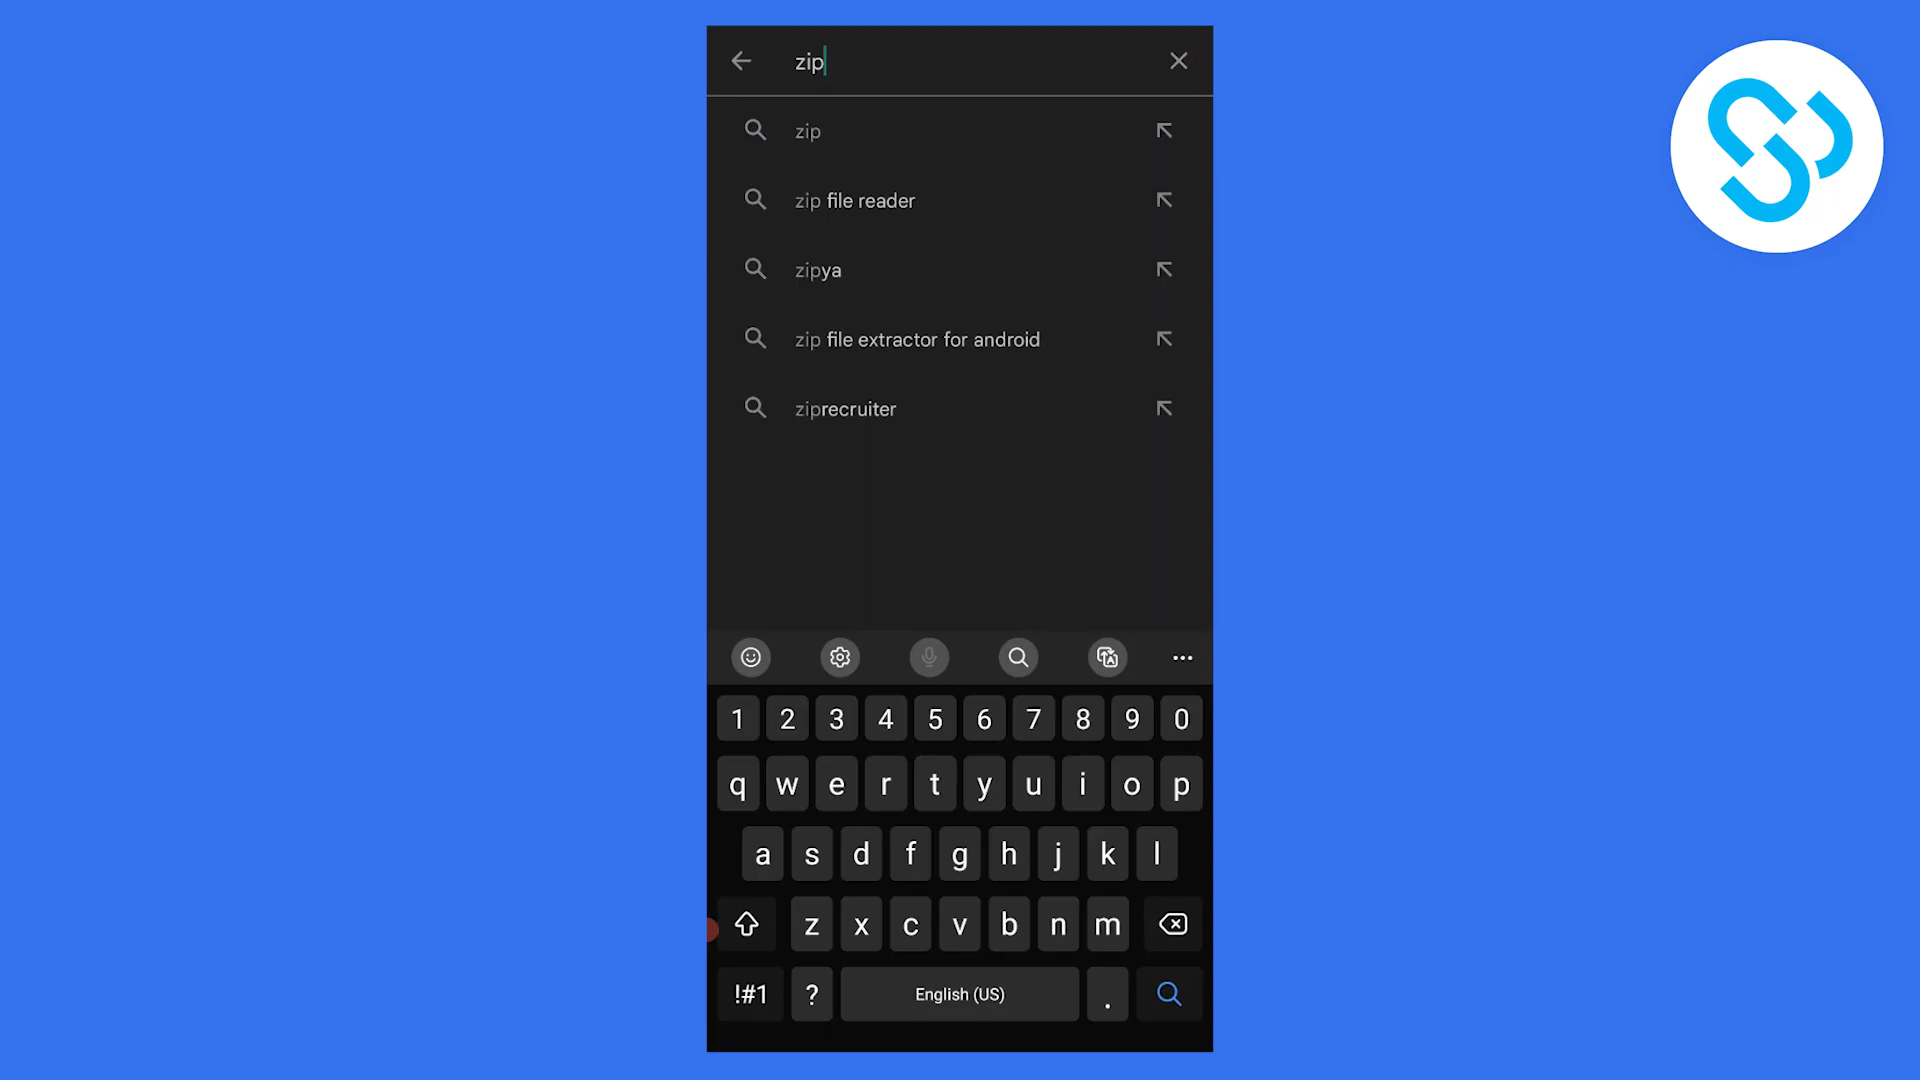 zip
zip
zip file reader
zipya
zip file extractor for android
ziprecruiter
1 2 3 4 5 6 7 8 9 0
q w e r t y u i o p
a s d f g h j k l
z x c v b n m
!#1 ? English (US) .